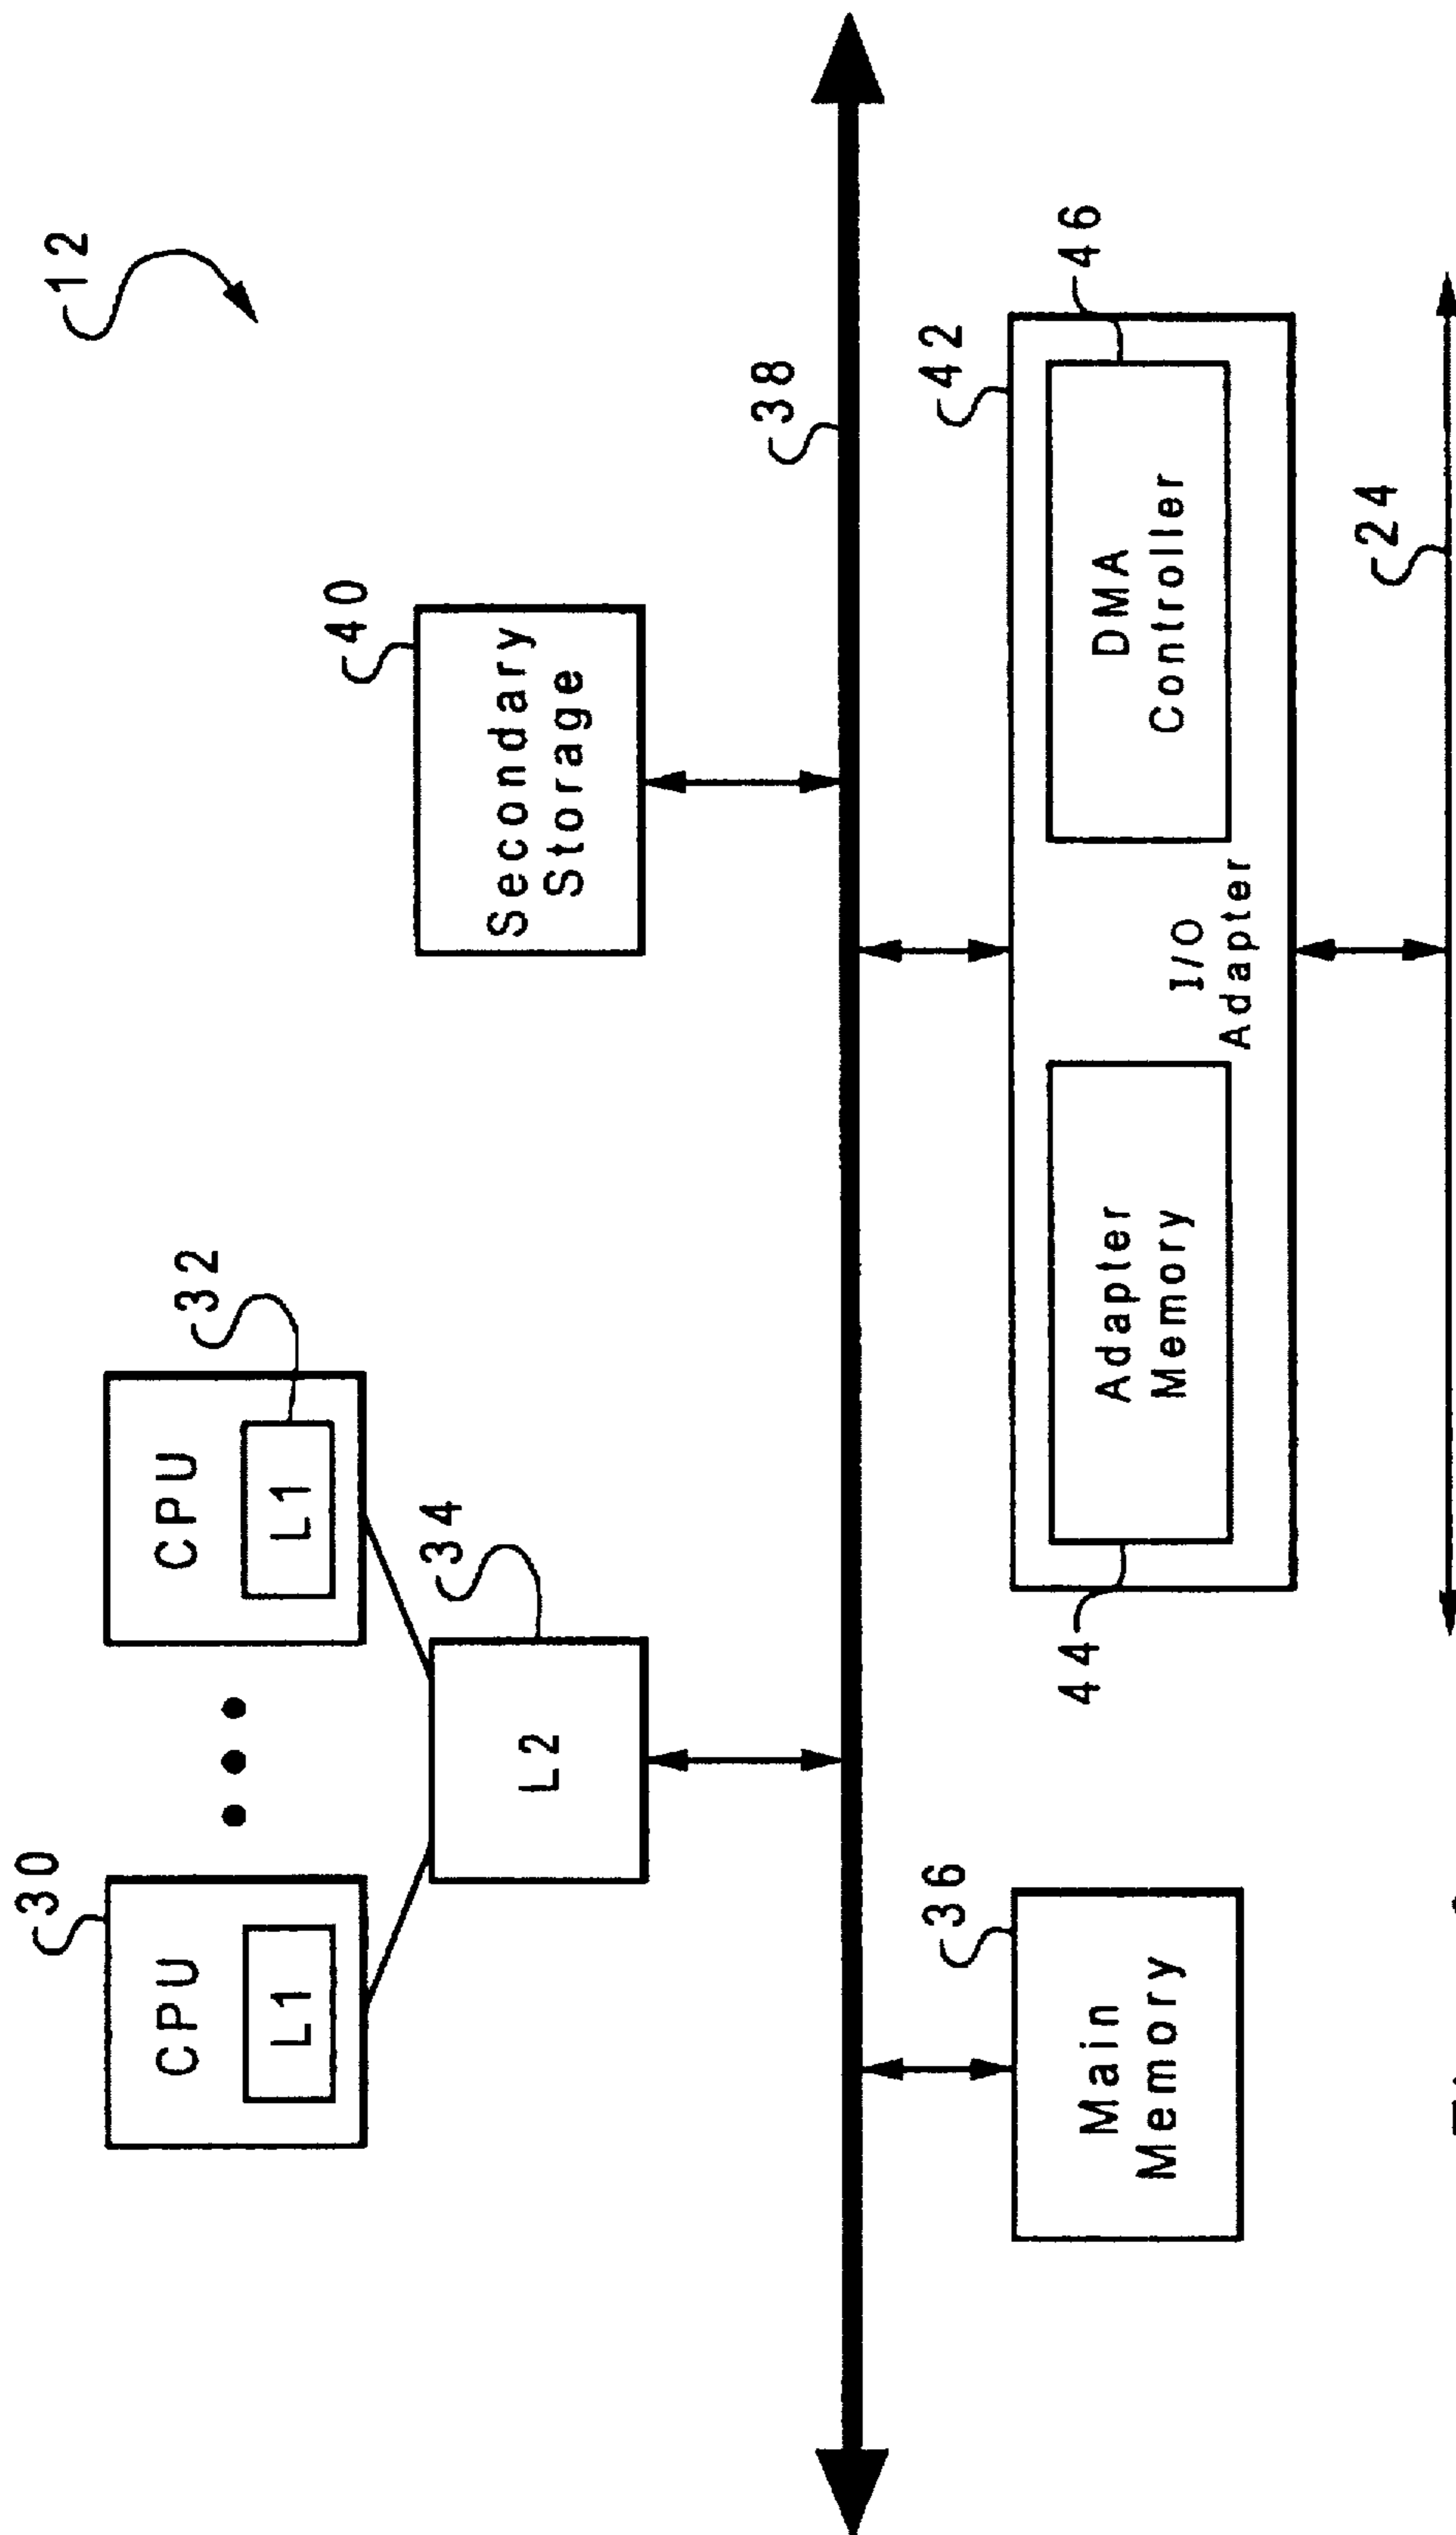 12
30
CPU
L1
CPU
L1
32
L2
34
Secondary
Storage
40
38
Main
Memory
36
Adapter
Memory
44
I/O
Adapter
DMA
Controller
46
42
24